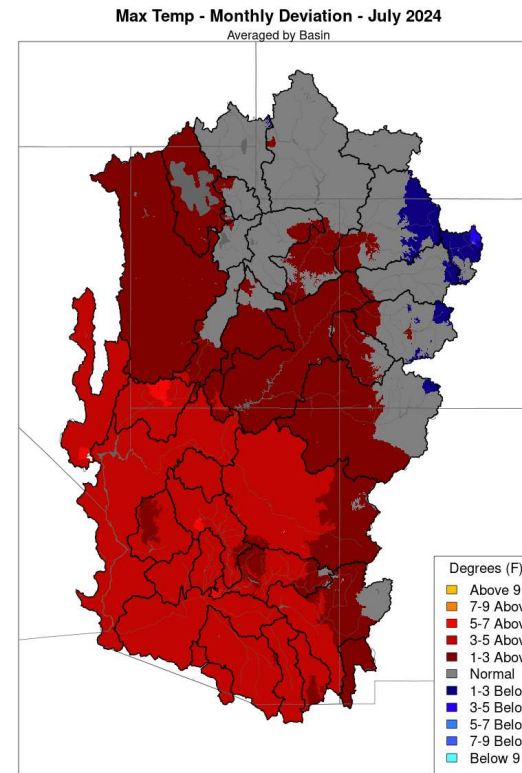 Max Temp - Monthly Deviation - July 2024
Averaged by Basin
Degrees (F)
Above 9
7-9 Abov
5-7 Abov
3-5 Abov
1-3 Abov
Normal
1-3 Belo
3-5 Belo
5-7 Belo
7-9 Belo
Below 9